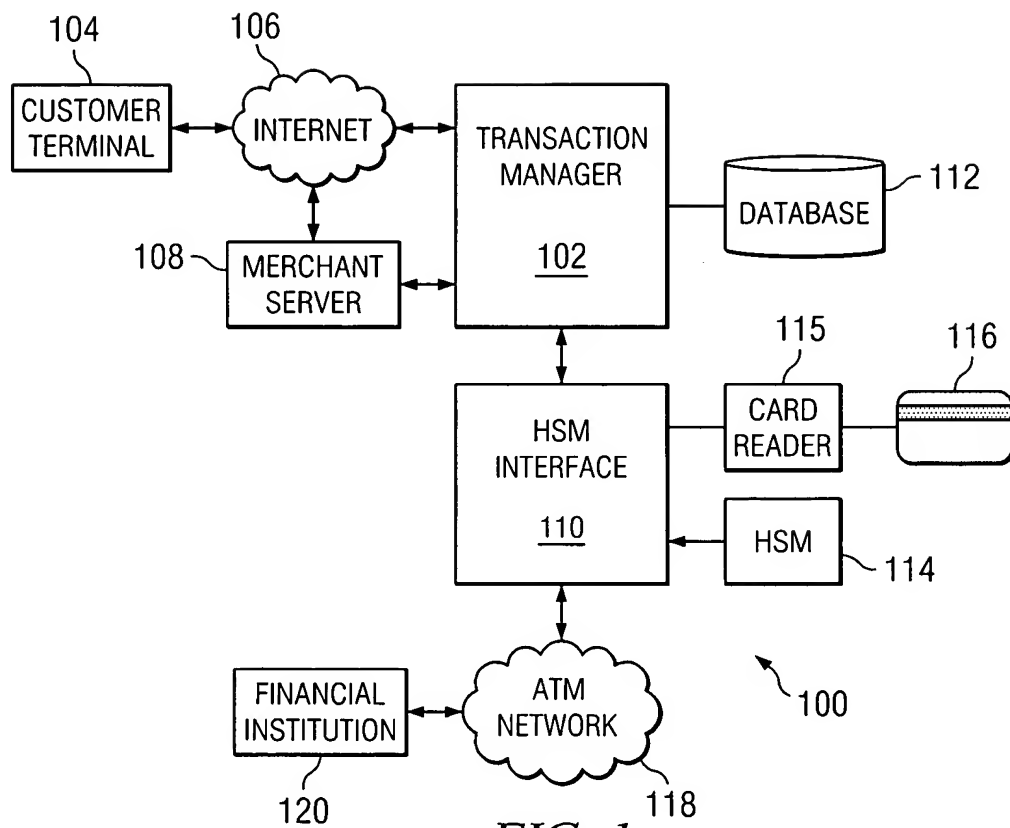 104
106
CUSTOMER
TERMINAL
INTERNET
TRANSACTION
MANAGER
102
DATABASE
112
108
MERCHANT
SERVER
115
116
HSM
INTERFACE
110
CARD
READER
HSM
114
FINANCIAL
INSTITUTION
120
ATM
NETWORK
118
100